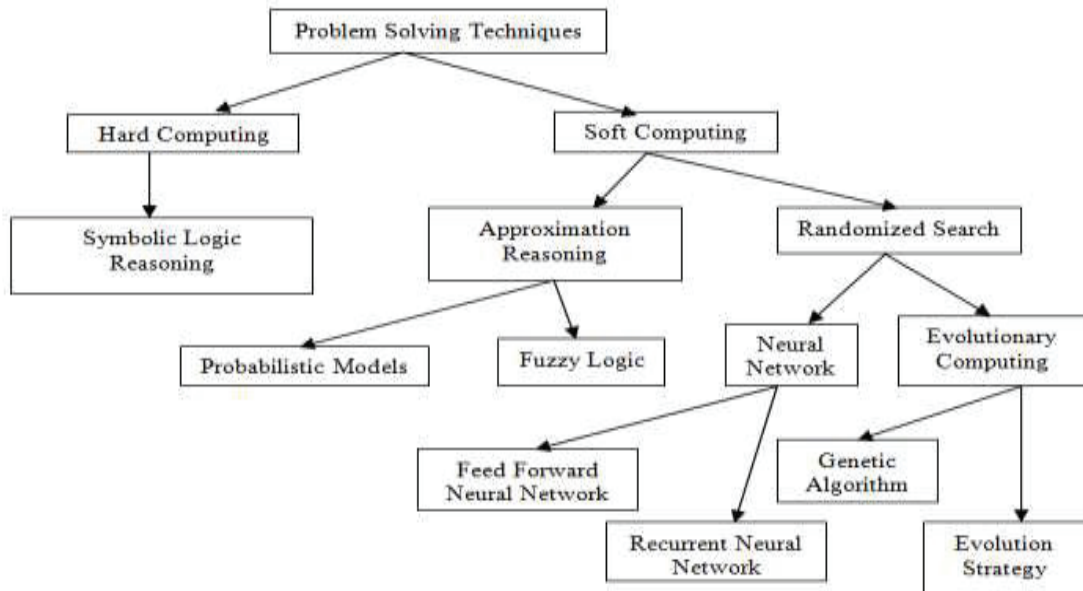 Problem Solving Techniques
Hard Computing
Soft Computing
Symbolic Logic
Reasoning
Approximation
Reasoning
Randomized Search
Probabilistic Models
Fuzzy Logic
Neural
Network
Evolutionary
Computing
Feed Forward
Neural Network
Genetic
Algorithm
Recurrent Neural
Network
Evolution
Strategy